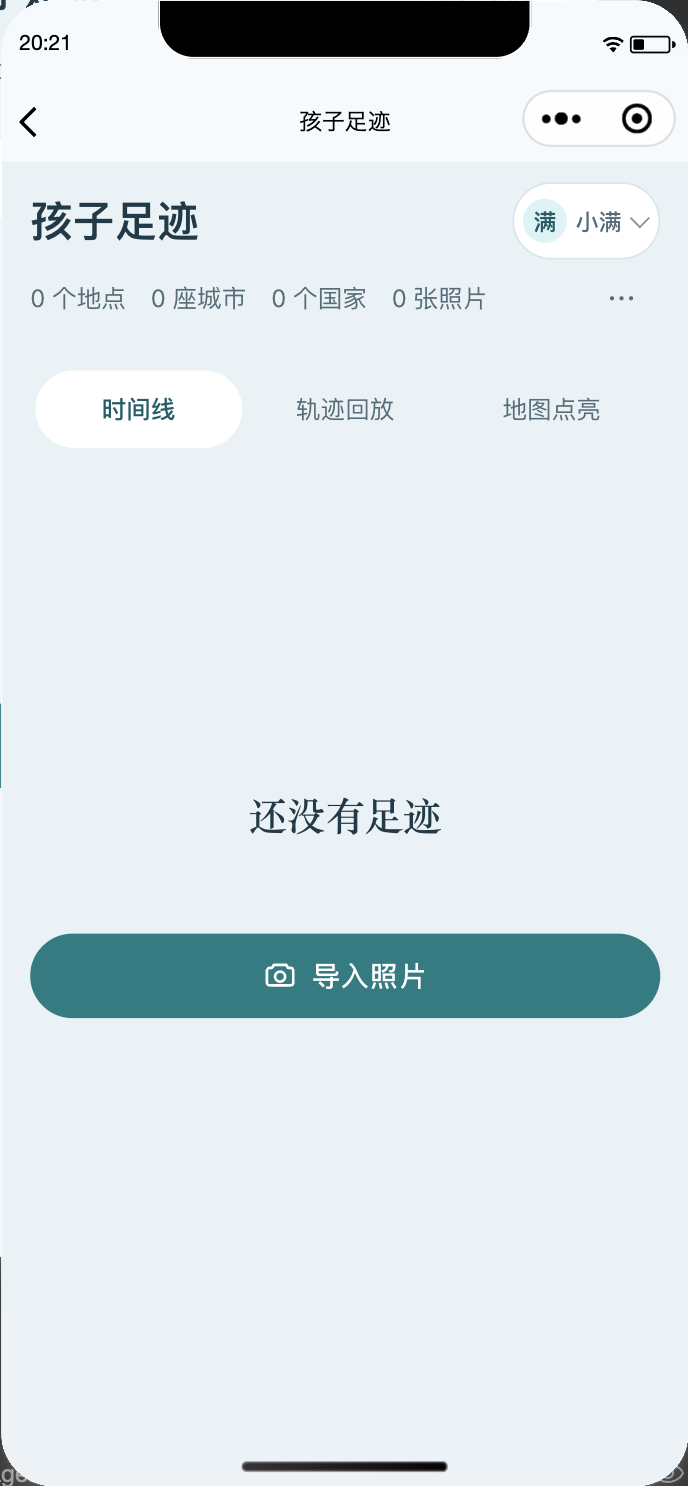 20:21
孩子足迹
孩子足迹
满 小满
0 个地点 0 座城市 0 个国家 0 张照片 ···
时间线 轨迹回放 地图点亮
还没有足迹
导入照片